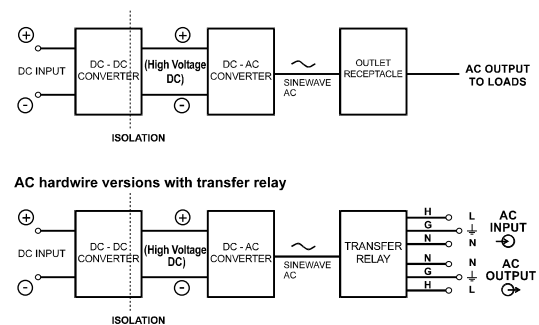 DC INPUT
DC - DC
CONVERTER
(High Voltage
DC)
DC - AC
CONVERTER
SINEWAVE
AC
OUTLET
RECEPTACLE
AC OUTPUT
TO LOADS
ISOLATION
AC hardwire versions with transfer relay
DC INPUT
DC - DC
CONVERTER
(High Voltage
DC)
DC - AC
CONVERTER
SINEWAVE
AC
TRANSFER
RELAY
H L
G
N N
AC
INPUT
N N
G
H L
AC
OUTPUT
ISOLATION